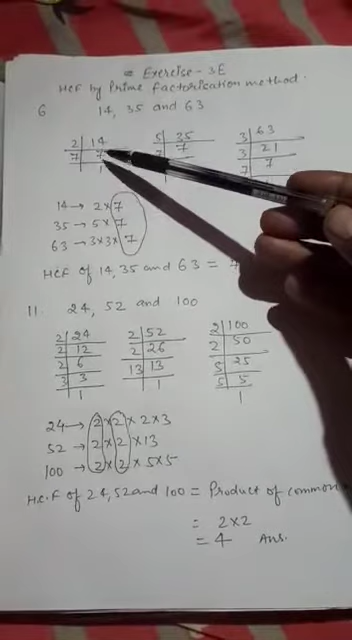 = Exercise - 3E
HCF by Prime factorisation method.
6 14, 35 and 63
2 | 14
7 | 7
1
5 | 35
7
1
3 | 63
3 | 21
7 | 7
14 → 2×7
35 → 5×7
63 → 3×3×7
HCF of 14, 35 and 63 = 7
11. 24, 52 and 100
2 | 24
2 | 12
2 | 6
3 | 3
1
2 | 52
2 | 26
13 | 13
1
2 | 100
2 | 50
5 | 25
5 | 5
1
24 → 2×2×2×3
52 → 2×2×13
100 → 2×2×5×5
H.C.F of 24, 52 and 100 = Product of common
= 2×2
= 4 Ans.